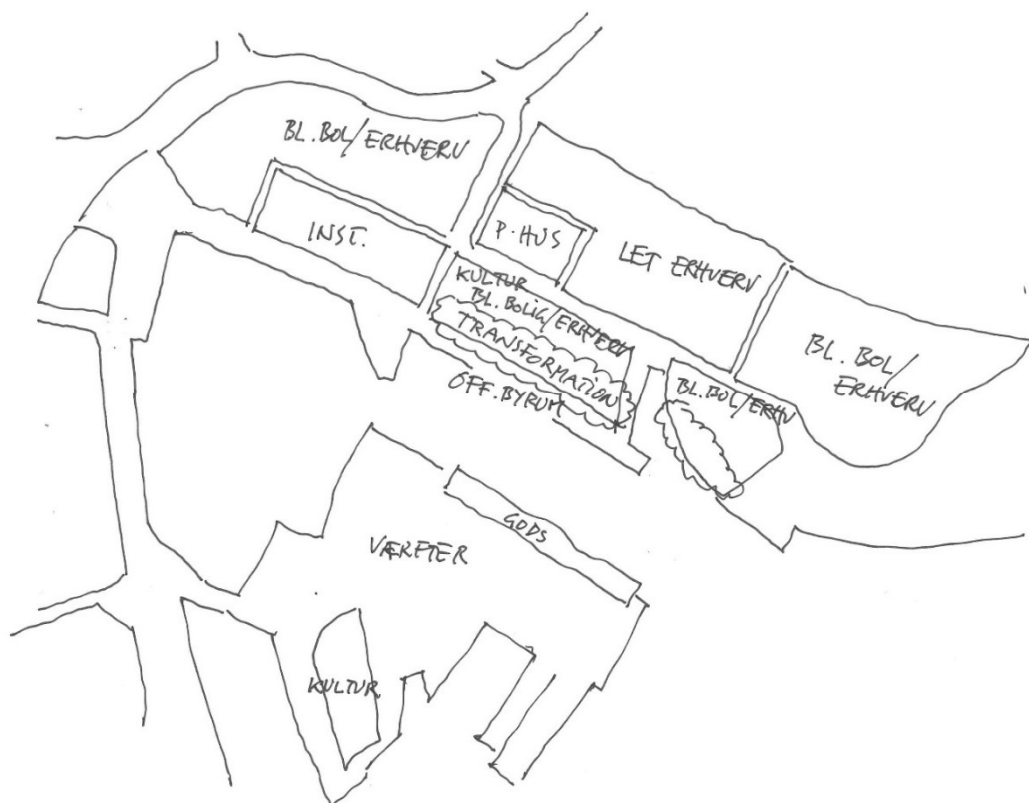 BL.BOL/ERHVERV
INST.
P-HUS
LET ERHVERV
KULTUR
BL.BOLIG/ERHVERV
TRANSFORMATION
OFF.BYRUM
BL.BOL/ERHV
BL. BOL/
ERHVERV
GODS
VÆRFTER
KULTUR